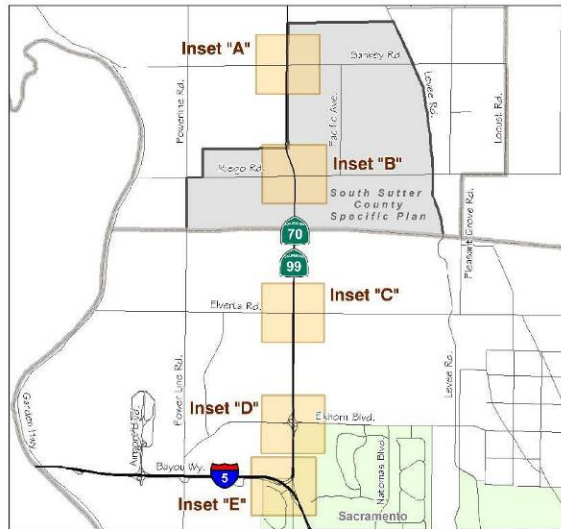 Inset "A"
Sankey Rd.
Powerline Rd.
Pacific Ave.
Levee Rd.
Locust Rd.
Inset "B"
Riego Rd.
South Sutter
County
Specific Plan
Pleasant Grove Rd.
CALIFORNIA
70
CALIFORNIA
99
Inset "C"
Elverta Rd.
Power Line Rd.
Levee Rd.
Inset "D"
Elkhorn Blvd.
Garden Hwy
Airport Blvd.
Bayou Wy.
5
Natomas Blvd.
Inset "E"
Sacramento